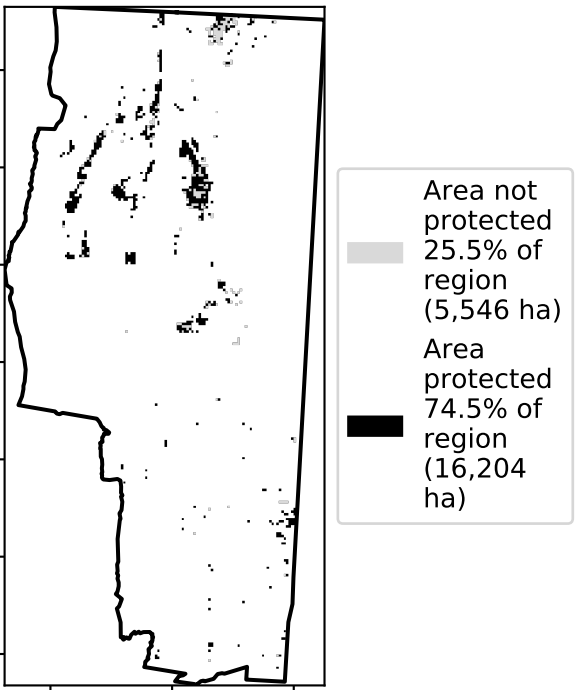 Area not
protected
25.5% of
region
(5,546 ha)
Area
protected
74.5% of
region
(16,204
ha)